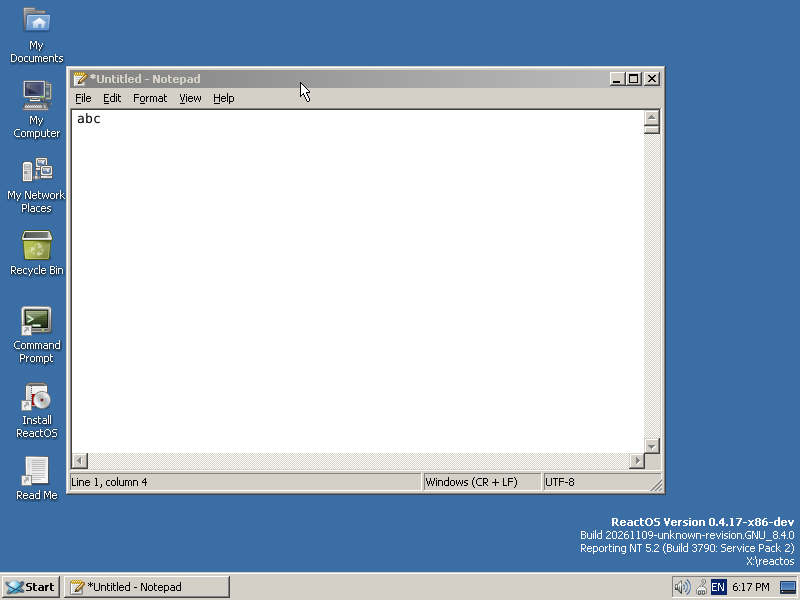 My
Documents
My
Computer
My Network
Places
Recycle Bin
Command
Prompt
Install
ReactOS
Read Me
*Untitled - Notepad
File Edit Format View Help
abc
Line 1, column 4 Windows (CR + LF) UTF-8
ReactOS Version 0.4.17-x86-dev
Build 20261109-unknown-revision.GNU_8.4.0
Reporting NT 5.2 (Build 3790: Service Pack 2)
X:\reactos
Start *Untitled - Notepad EN 6:17 PM